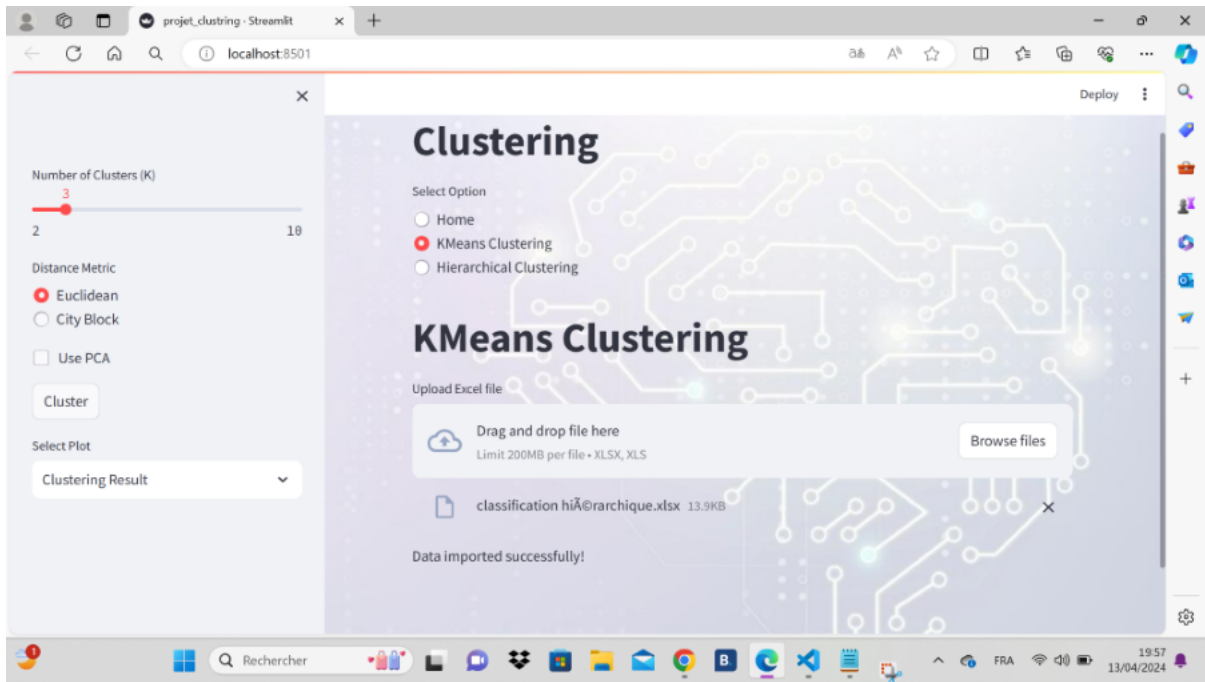 projet_clustring · Streamlit
localhost:8501
Deploy
Number of Clusters (K)
3
2 10
Distance Metric
Euclidean
City Block
Use PCA
Cluster
Select Plot
Clustering Result
Clustering
Select Option
Home
KMeans Clustering
Hierarchical Clustering
KMeans Clustering
Upload Excel file
Drag and drop file here
Limit 200MB per file • XLSX, XLS
Browse files
classification hiÃ©rarchique.xlsx 13.9KB
Data imported successfully!
1
Rechercher
B.
FRA
19:57
13/04/2024